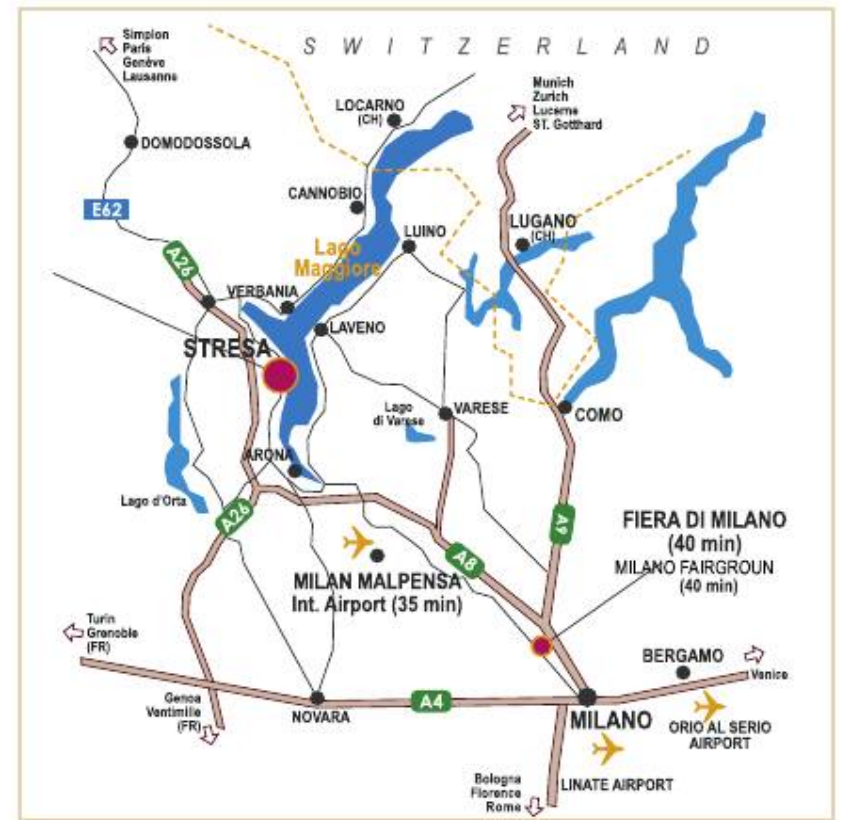 SWITZERLAND
Simplon
Paris
Genève
Lausanne
Munich
Zurich
Lucerne
ST. Gotthard
LOCARNO
(CH)
DOMODOSSOLA
CANNOBIO
E62
LUGANO
(CH)
LUINO
Lago
Maggiore
A26
VERBANIA
LAVENO
STRESA
Lago
di Varese
VARESE
COMO
ARONA
Lago d'Orta
A26
A9
FIERA DI MILANO
(40 min)
MILANO FAIRGROUN
(40 min)
A8
MILAN MALPENSA
Int. Airport (35 min)
Turin
Grenoble
(FR)
BERGAMO
Venice
Genoa
Ventimille
(FR)
NOVARA
A4
MILANO
ORIO AL SERIO
AIRPORT
LINATE AIRPORT
Bologna
Florence
Rome